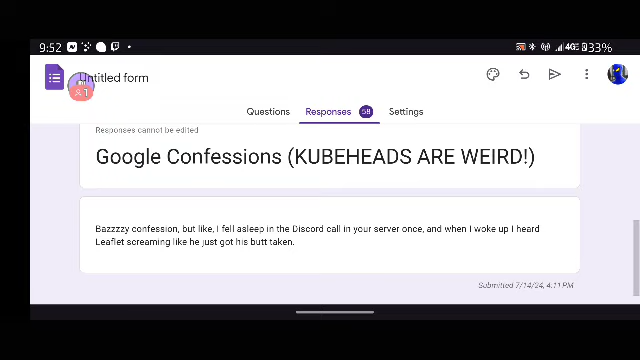 9:52
4GE 33%
Untitled form
1
Questions Responses 58 Settings
Responses cannot be edited
Google Confessions (KUBEHEADS ARE WEIRD!)
Bazzzzy confession, but like, I fell asleep in the Discord call in your server once, and when I woke up I heard
Leaflet screaming like he just got his butt taken.
Submitted 7/14/24, 4:11 PM